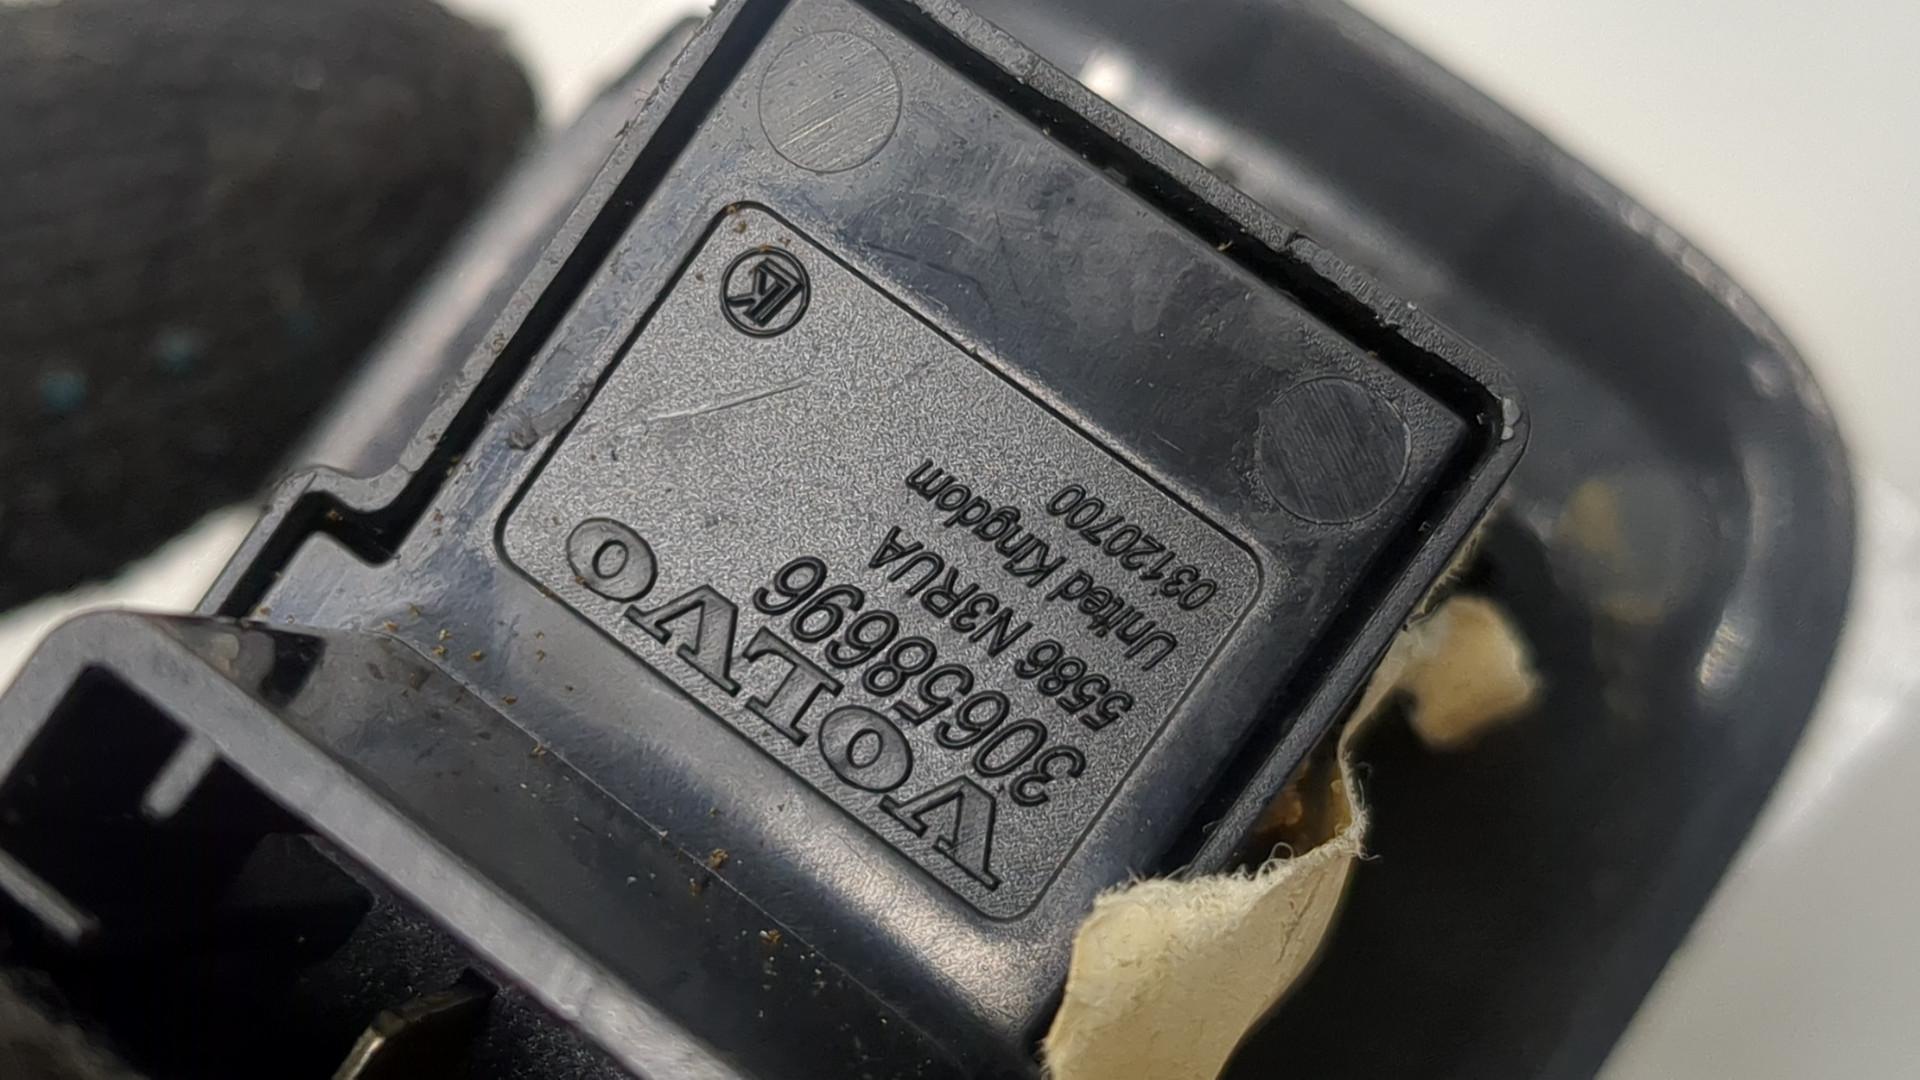 VOLVO
30658696
5586 N3RUA
United Kingdom
03120700
K